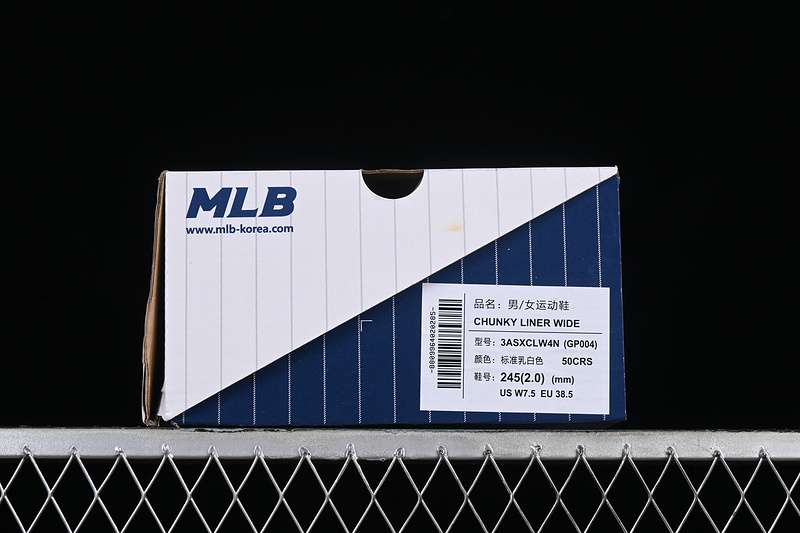 MLB
www.mlb-korea.com
品名: 男/女运动鞋
CHUNKY LINER WIDE
型号: 3ASXCLW4N (GP004)
颜色: 标准乳白色 50CRS
鞋号: 245(2.0) (mm)
US W7.5 EU 38.5